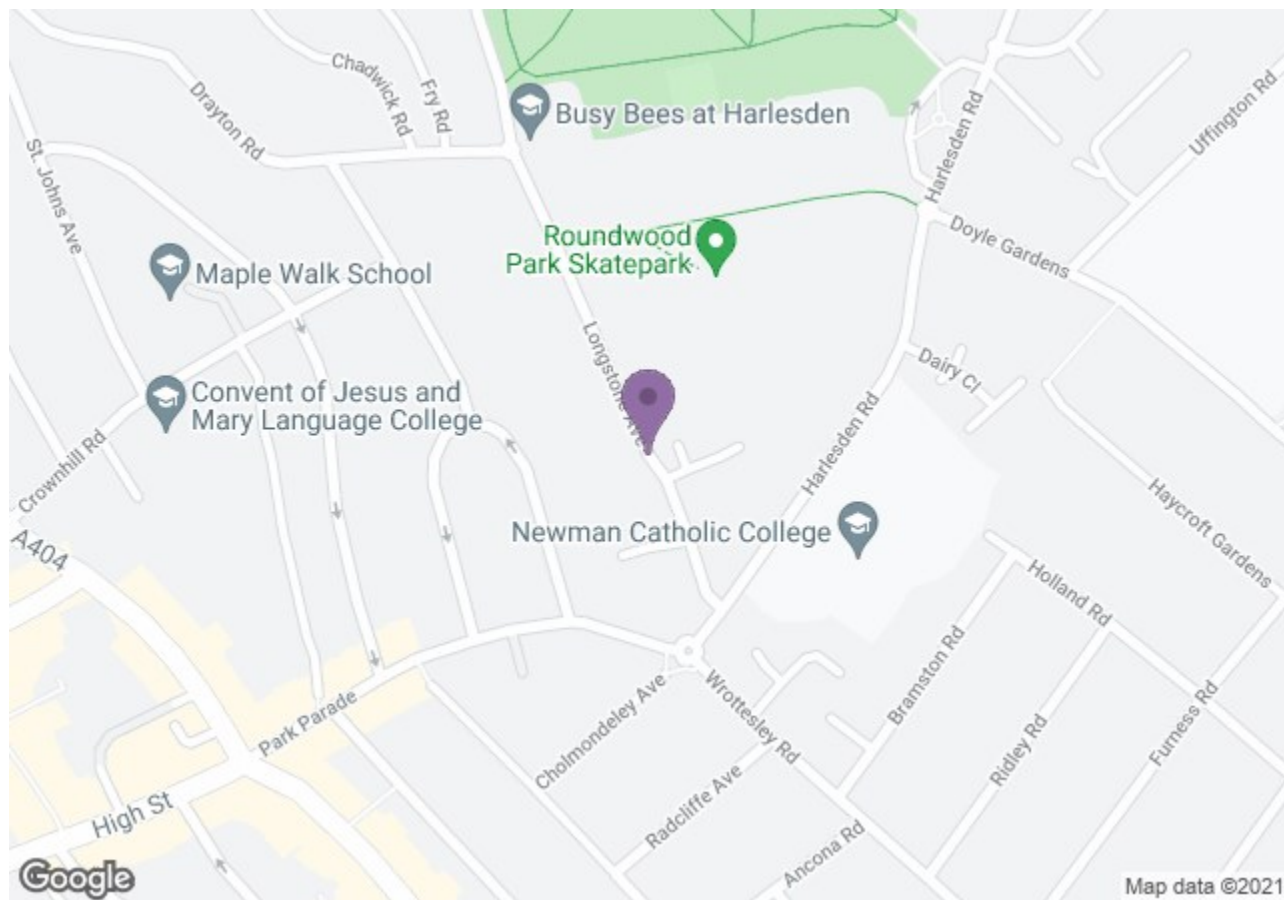 Chadwick Rd
Fry Rd
Drayton Rd
Busy Bees at Harlesden
Harlesden Rd
Uffington Rd
St. Johns Ave
Doyle Gardens
Roundwood
Park Skatepark
Maple Walk School
Longstone Ave
Dairy Cl
Convent of Jesus and
Mary Language College
Harlesden Rd
Crownhill Rd
Haycroft Gardens
A404
Newman Catholic College
Holland Rd
Bramston Rd
Park Parade
Cholmondeley Ave
Wrottesley Rd
Ridley Rd
Furness Rd
High St
Radcliffe Ave
Ancona Rd
Google
Map data ©2021